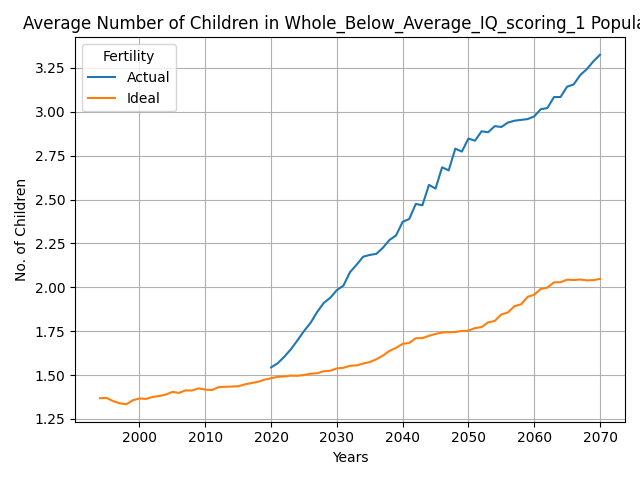 Average Number of Children in Whole_Below_Average_IQ_scoring_1 Popula
Fertility
Actual
Ideal
3.25
3.00
2.75
2.50
2.25
2.00
1.75
1.50
1.25
No. of Children
2000 2010 2020 2030 2040 2050 2060 2070
Years